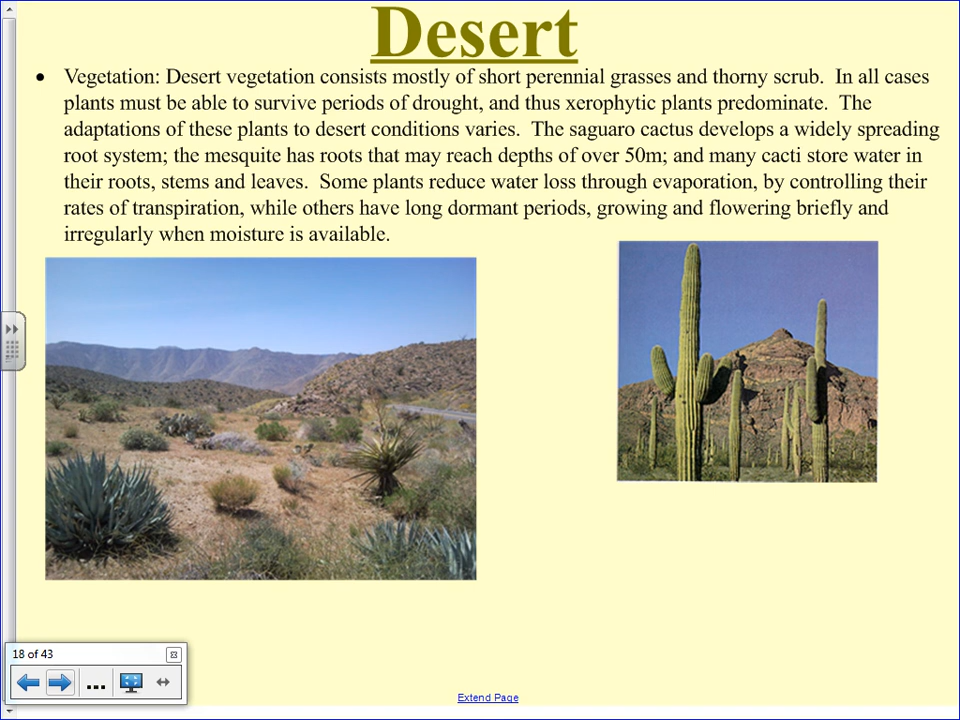 Desert
• Vegetation: Desert vegetation consists mostly of short perennial grasses and thorny scrub.  In all cases
plants must be able to survive periods of drought, and thus xerophytic plants predominate.  The
adaptations of these plants to desert conditions varies.  The saguaro cactus develops a widely spreading
root system; the mesquite has roots that may reach depths of over 50m; and many cacti store water in
their roots, stems and leaves.  Some plants reduce water loss through evaporation, by controlling their
rates of transpiration, while others have long dormant periods, growing and flowering briefly and
irregularly when moisture is available.
18 of 43
Extend Page